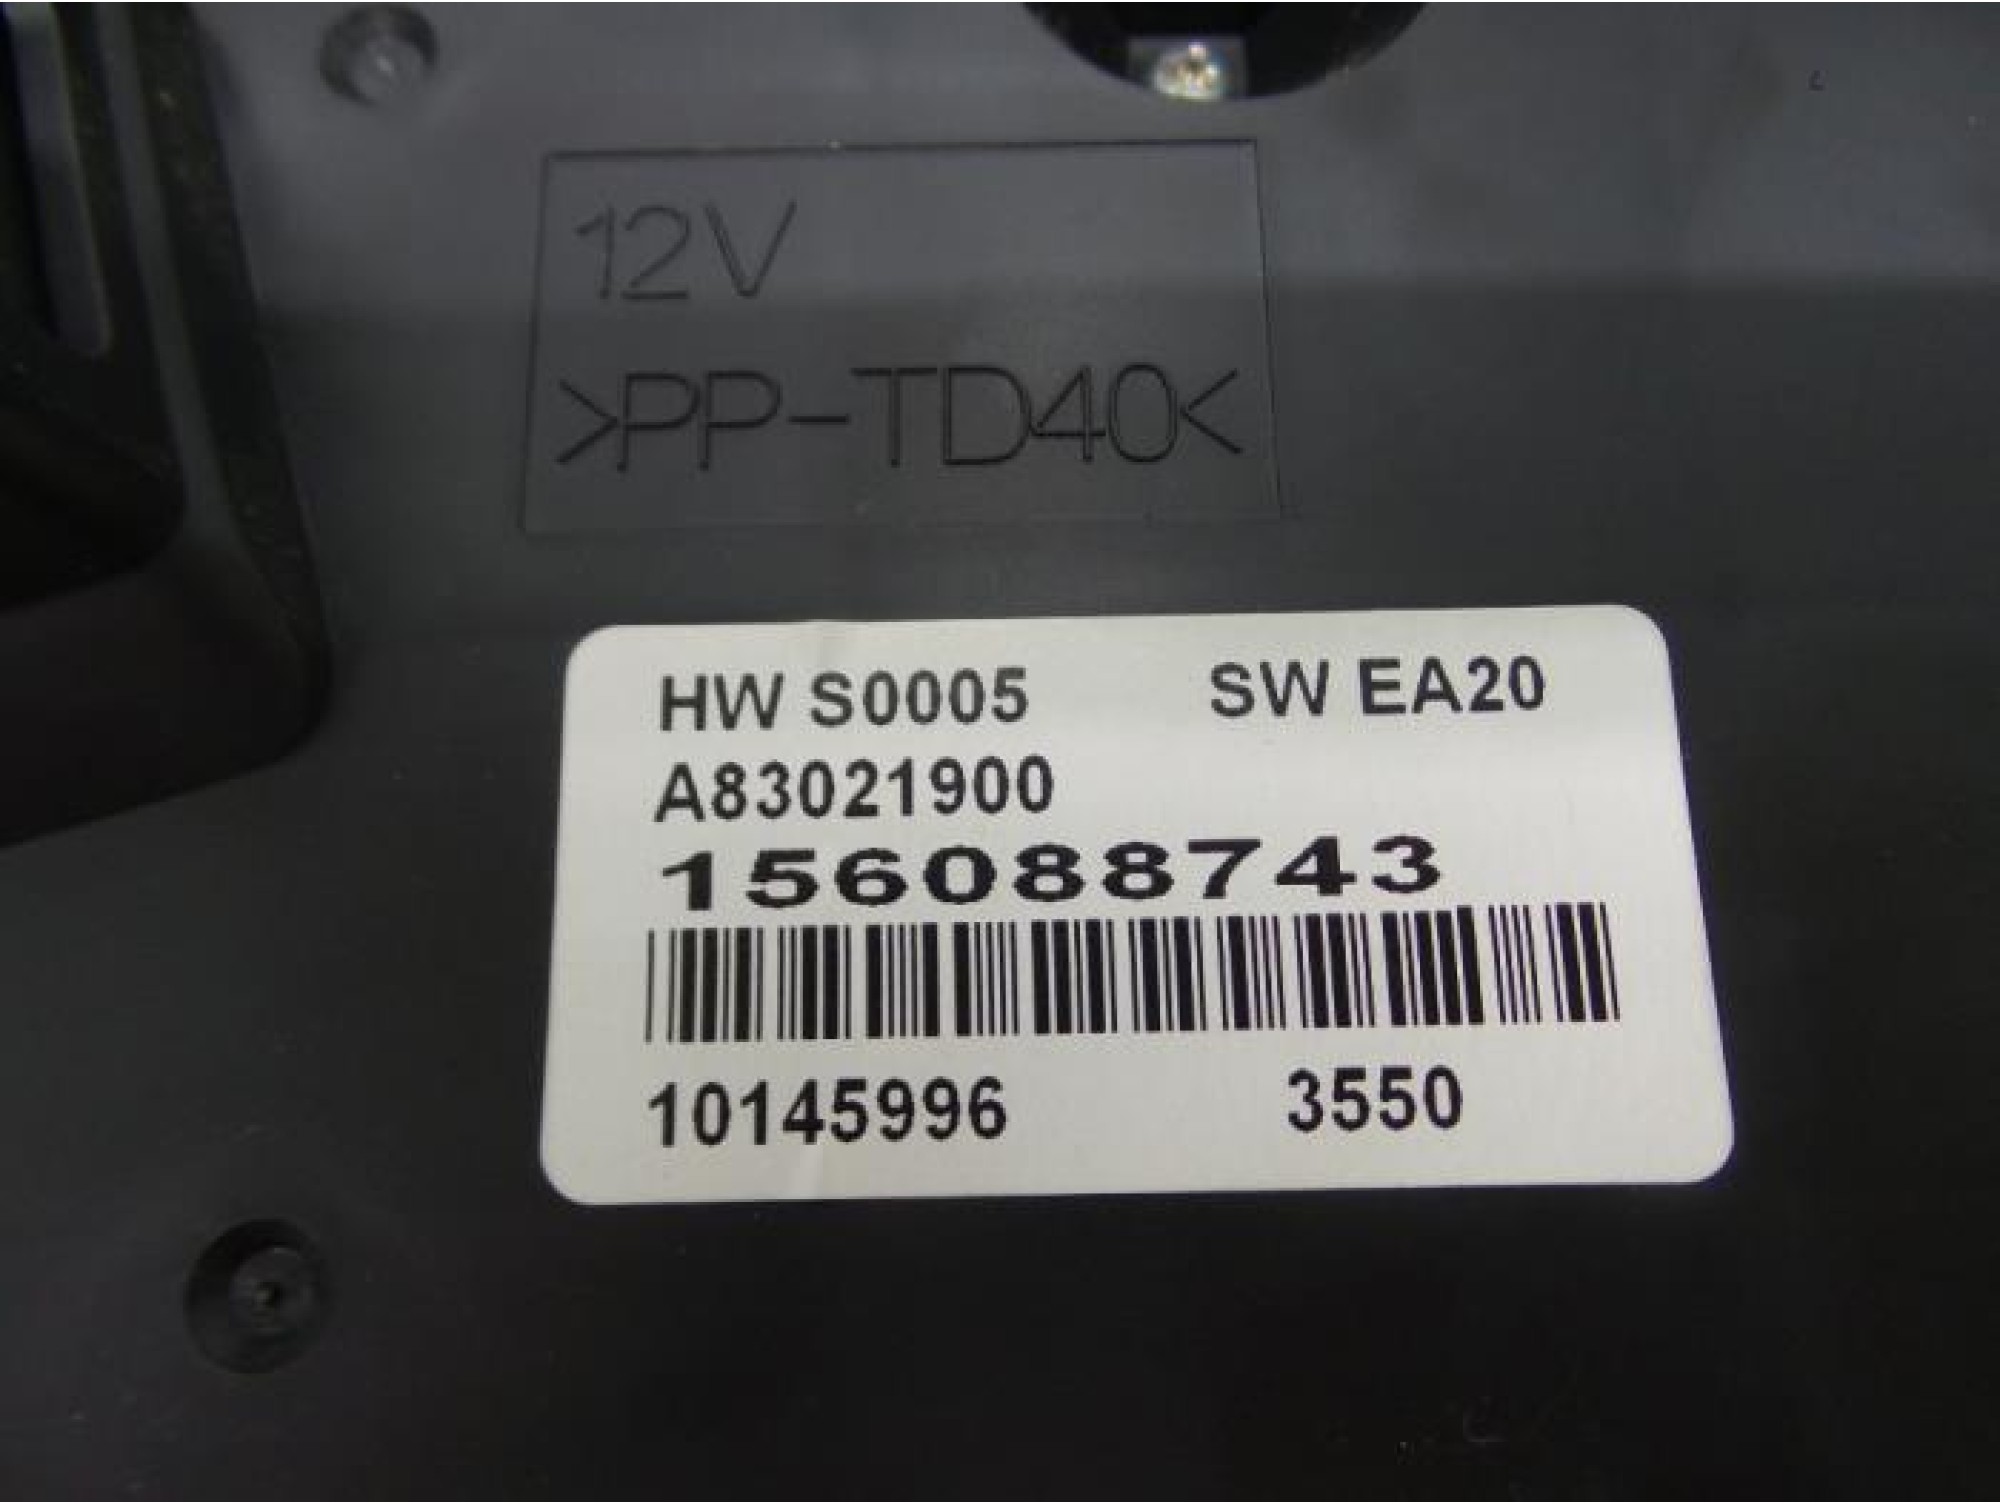 12V
>PP-TD40<
HW S0005 SW EA20
A83021900
156088743
10145996 3550